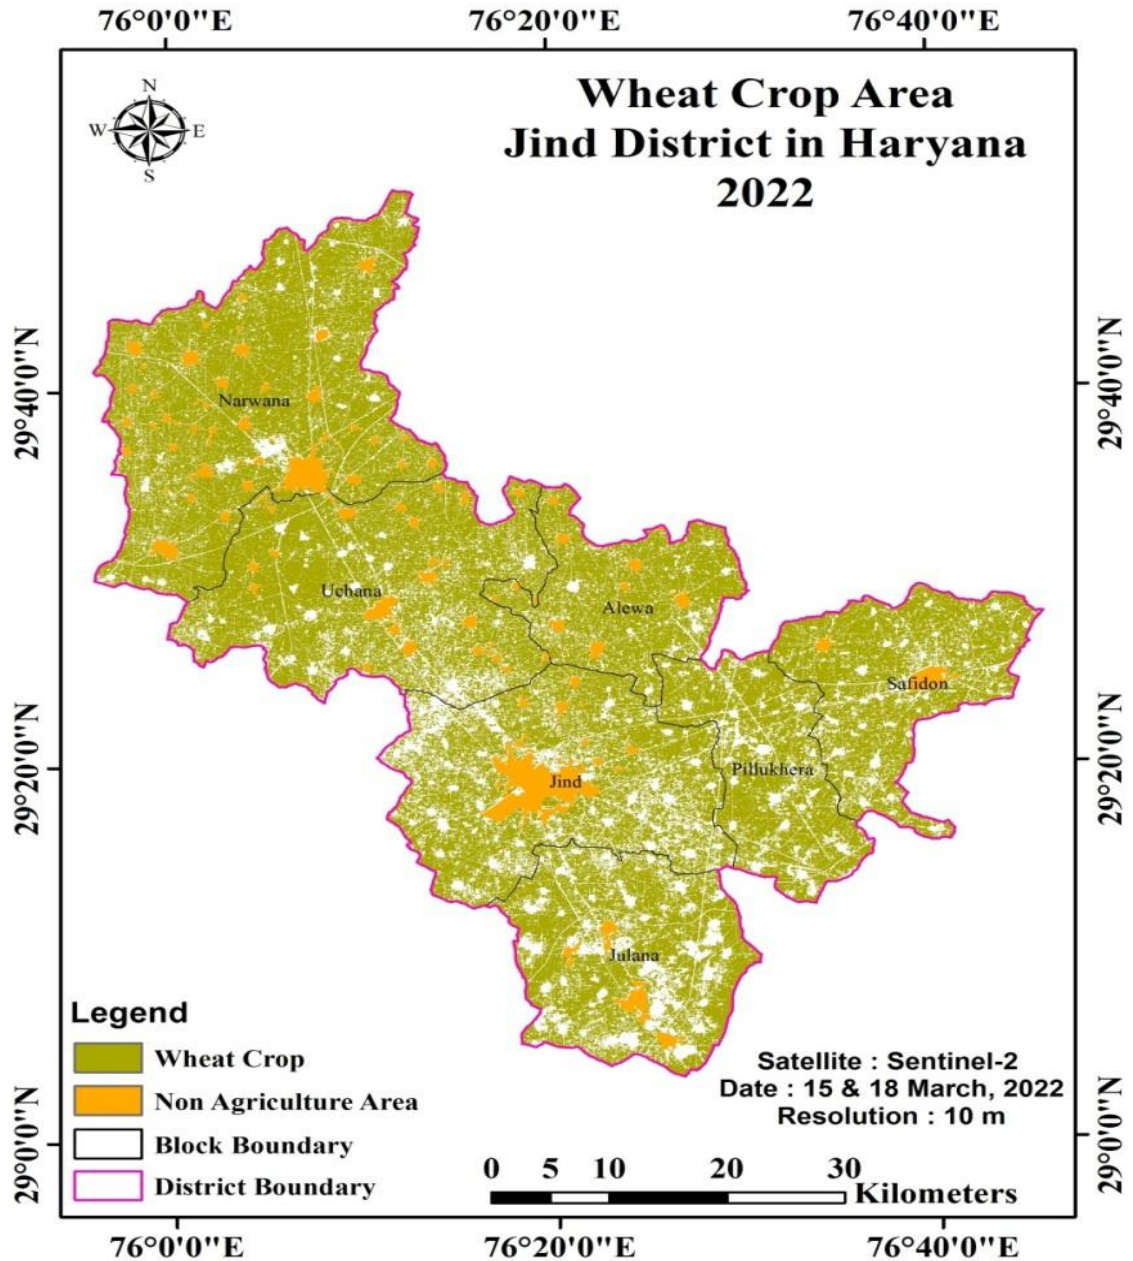 76°0'0"E 76°20'0"E 76°40'0"E
Wheat Crop Area
Jind District in Haryana
2022
N
W E
S
29°40'0"N
29°40'0"N
Narwana
Uchana
Alewa
Safidon
29°20'0"N
29°20'0"N
Pillukhera
Jind
Julana
Legend
Wheat Crop
Non Agriculture Area
Block Boundary
District Boundary
Satellite : Sentinel-2
Date : 15 & 18 March, 2022
Resolution : 10 m
29°0'0"N
29°0'0"N
0 5 10 20 30
Kilometers
76°0'0"E 76°20'0"E 76°40'0"E